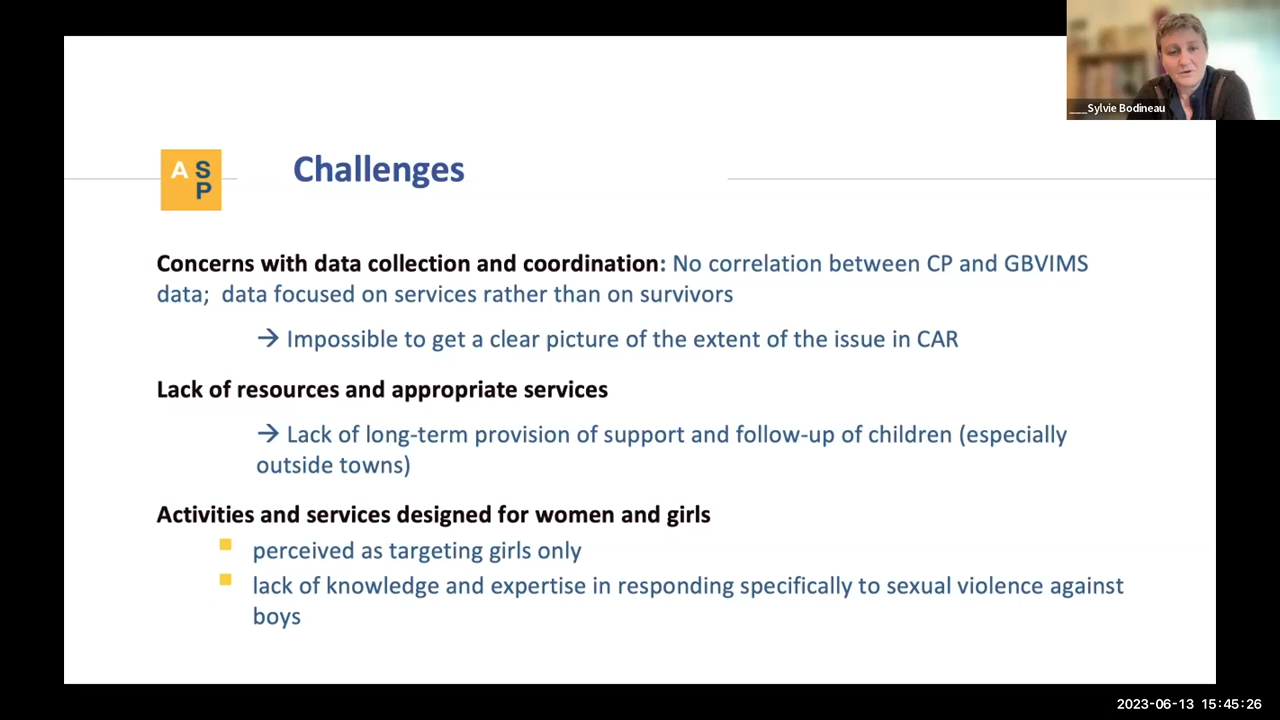 ___Sylvie Bodineau
A S
P
Challenges
Concerns with data collection and coordination: No correlation between CP and GBVIMS
data; data focused on services rather than on survivors
→ Impossible to get a clear picture of the extent of the issue in CAR
Lack of resources and appropriate services
→ Lack of long-term provision of support and follow-up of children (especially
outside towns)
Activities and services designed for women and girls
perceived as targeting girls only
lack of knowledge and expertise in responding specifically to sexual violence against
boys
2023-06-13 15:45:26